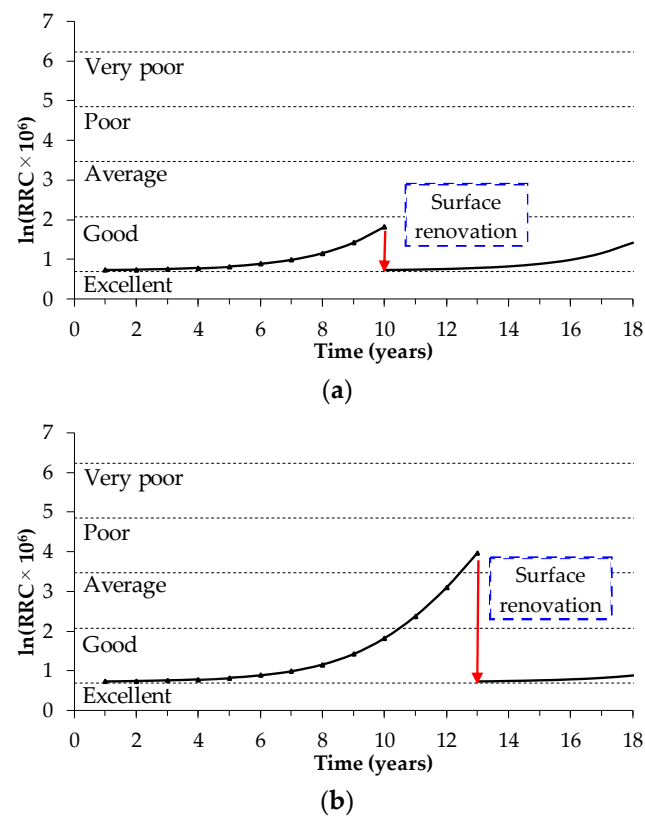 7
6
5
4
3
2
1
0
ln(RRC × 10⁶)
Very poor
Poor
Average
Good
Excellent
Surface
renovation
0 2 4 6 8 10 12 14 16 18
Time (years)
(a)
7
6
5
4
3
2
1
0
ln(RRC × 10⁶)
Very poor
Poor
Average
Good
Excellent
Surface
renovation
0 2 4 6 8 10 12 14 16 18
Time (years)
(b)